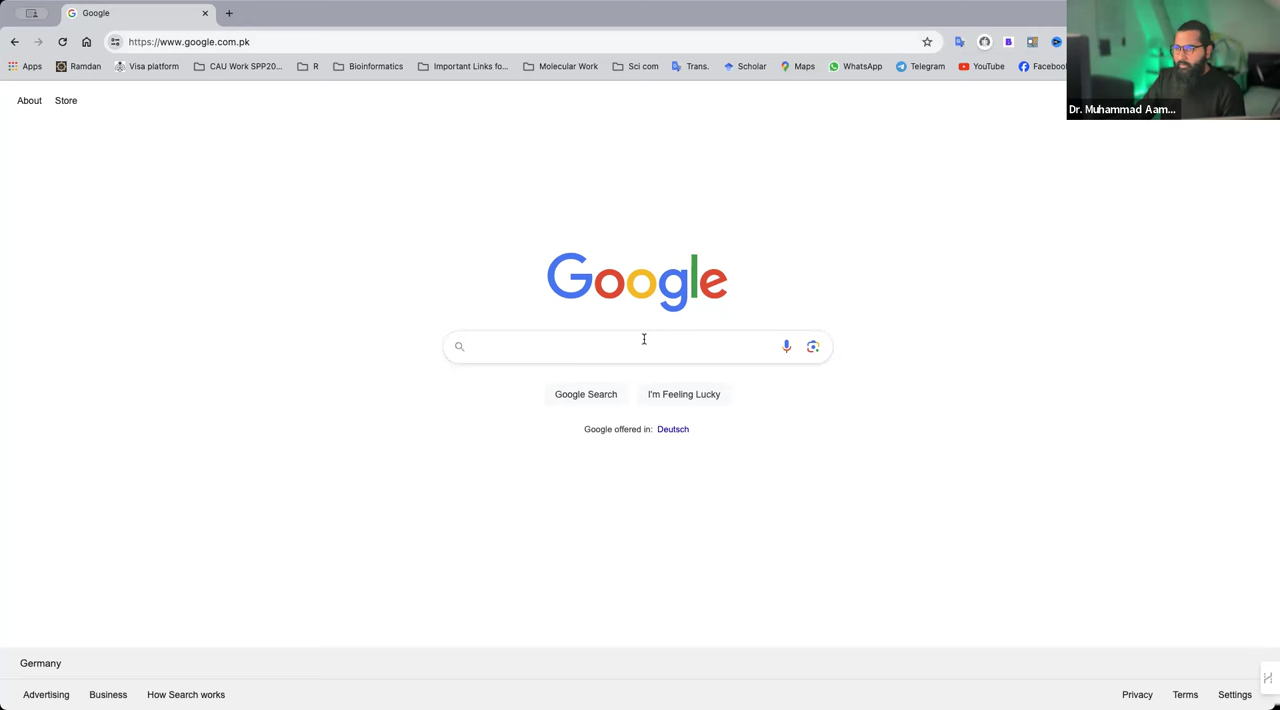 Google
https://www.google.com.pk
Apps Ramdan Visa platform CAU Work SPP20... R Bioinformatics Important Links fo... Molecular Work Sci com Trans. Scholar Maps WhatsApp Telegram YouTube Facebook
Dr. Muhammad Aam...
About Store
Google
Google Search I'm Feeling Lucky
Google offered in: Deutsch
Germany
Advertising Business How Search works Privacy Terms Settings